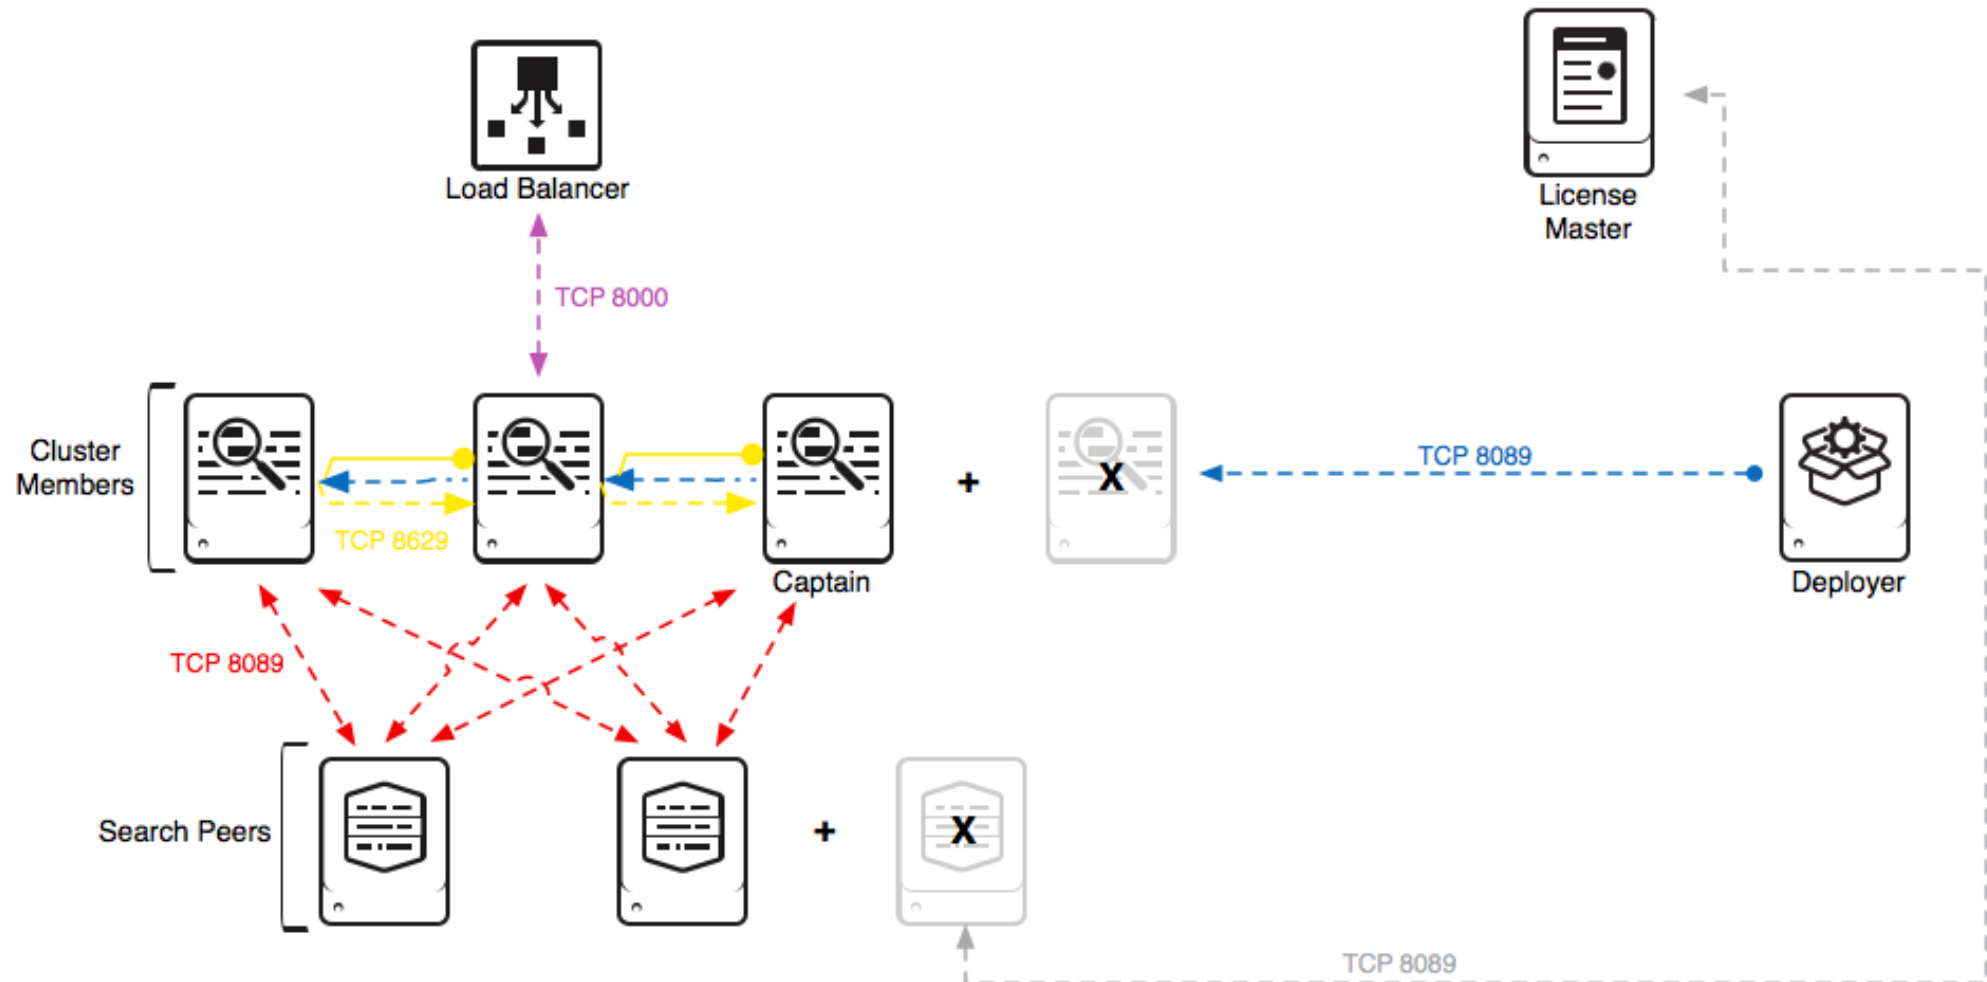 Load Balancer
License
Master
TCP 8000
Cluster
Members
TCP 8629
Captain
+
X
TCP 8089
Deployer
TCP 8089
Search Peers
+
X
TCP 8089